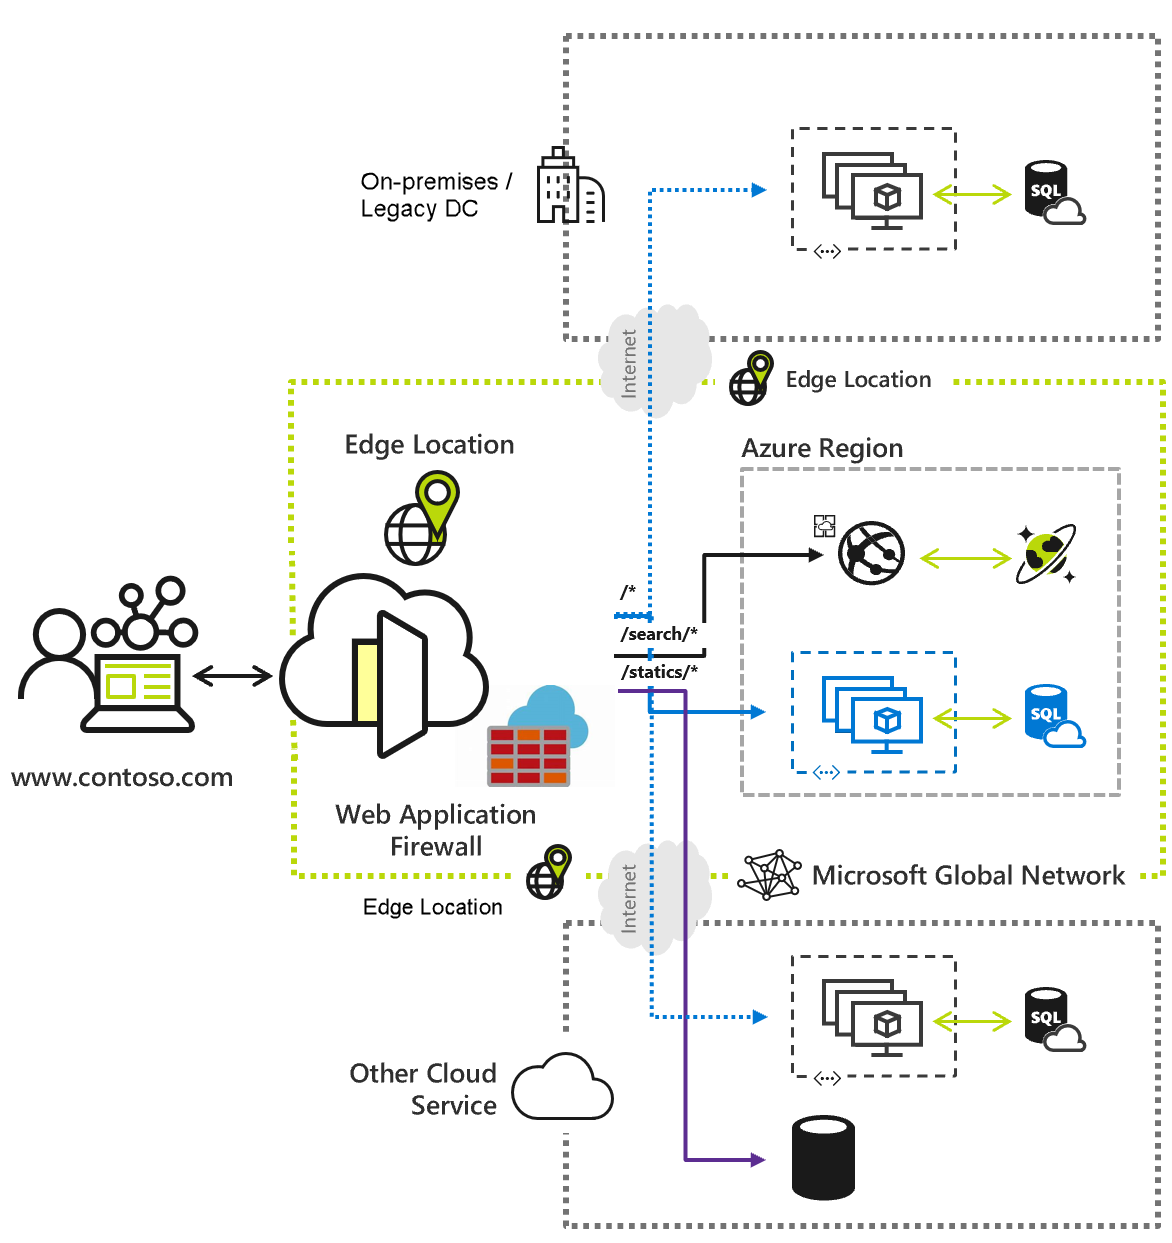 On-premises /
Legacy DC
SQL
Internet
Edge Location
Edge Location
Azure Region
/*
/search/*
/statics/*
SQL
www.contoso.com
Web Application
Firewall
Edge Location
Internet
Microsoft Global Network
SQL
Other Cloud
Service